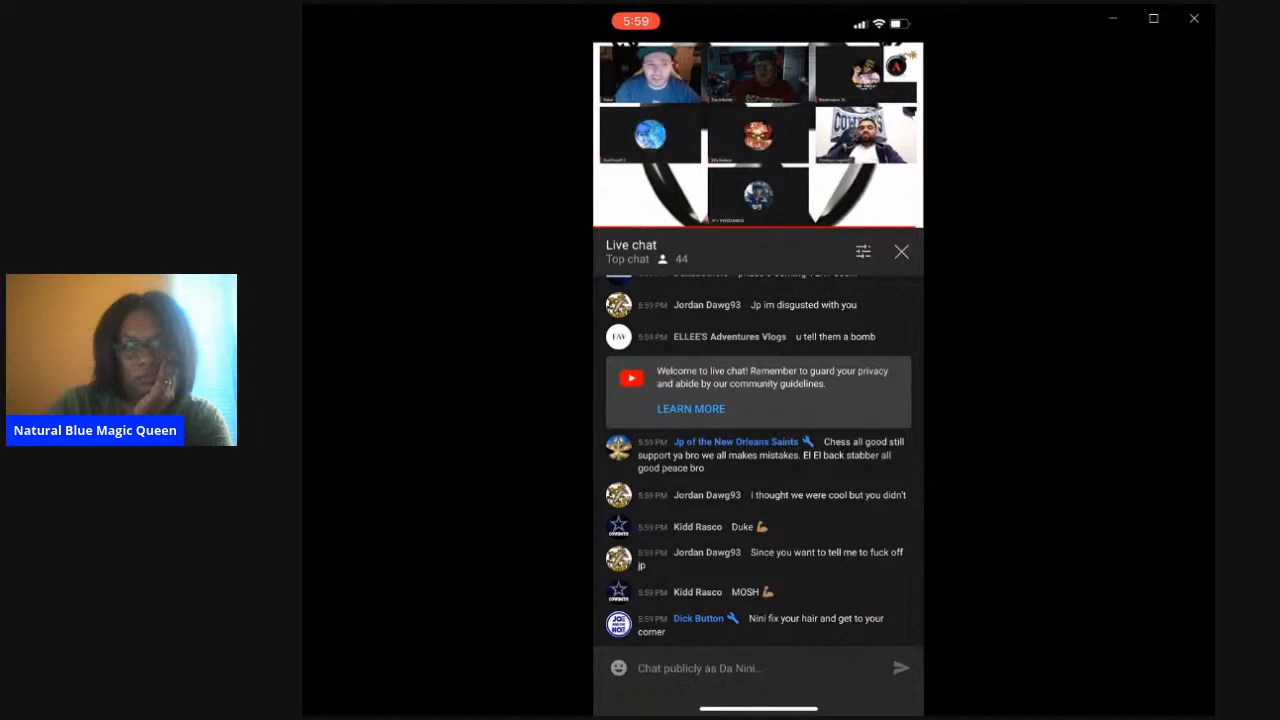 5:59
COWBOYS
Live chat
Top chat 44
5:59 PM Jordan Dawg93 Jp im disgusted with you
FAV
5:59 PM ELLEE'S Adventures Vlogs u tell them a bomb
Welcome to live chat! Remember to guard your privacy
and abide by our community guidelines.
LEARN MORE
5:59 PM Jp of the New Orleans Saints Chess all good still
support ya bro we all makes mistakes. El El back stabber all
good peace bro
5:59 PM Jordan Dawg93 I thought we were cool but you didn't
5:59 PM Kidd Rasco Duke 💪🏽
COWBOYS
5:59 PM Jordan Dawg93 Since you want to tell me to fuck off
jp
5:59 PM Kidd Rasco MOSH 💪🏽
COWBOYS
5:59 PM Dick Button Nini fix your hair and get to your
corner
Chat publicly as Da Nini...
Natural Blue Magic Queen